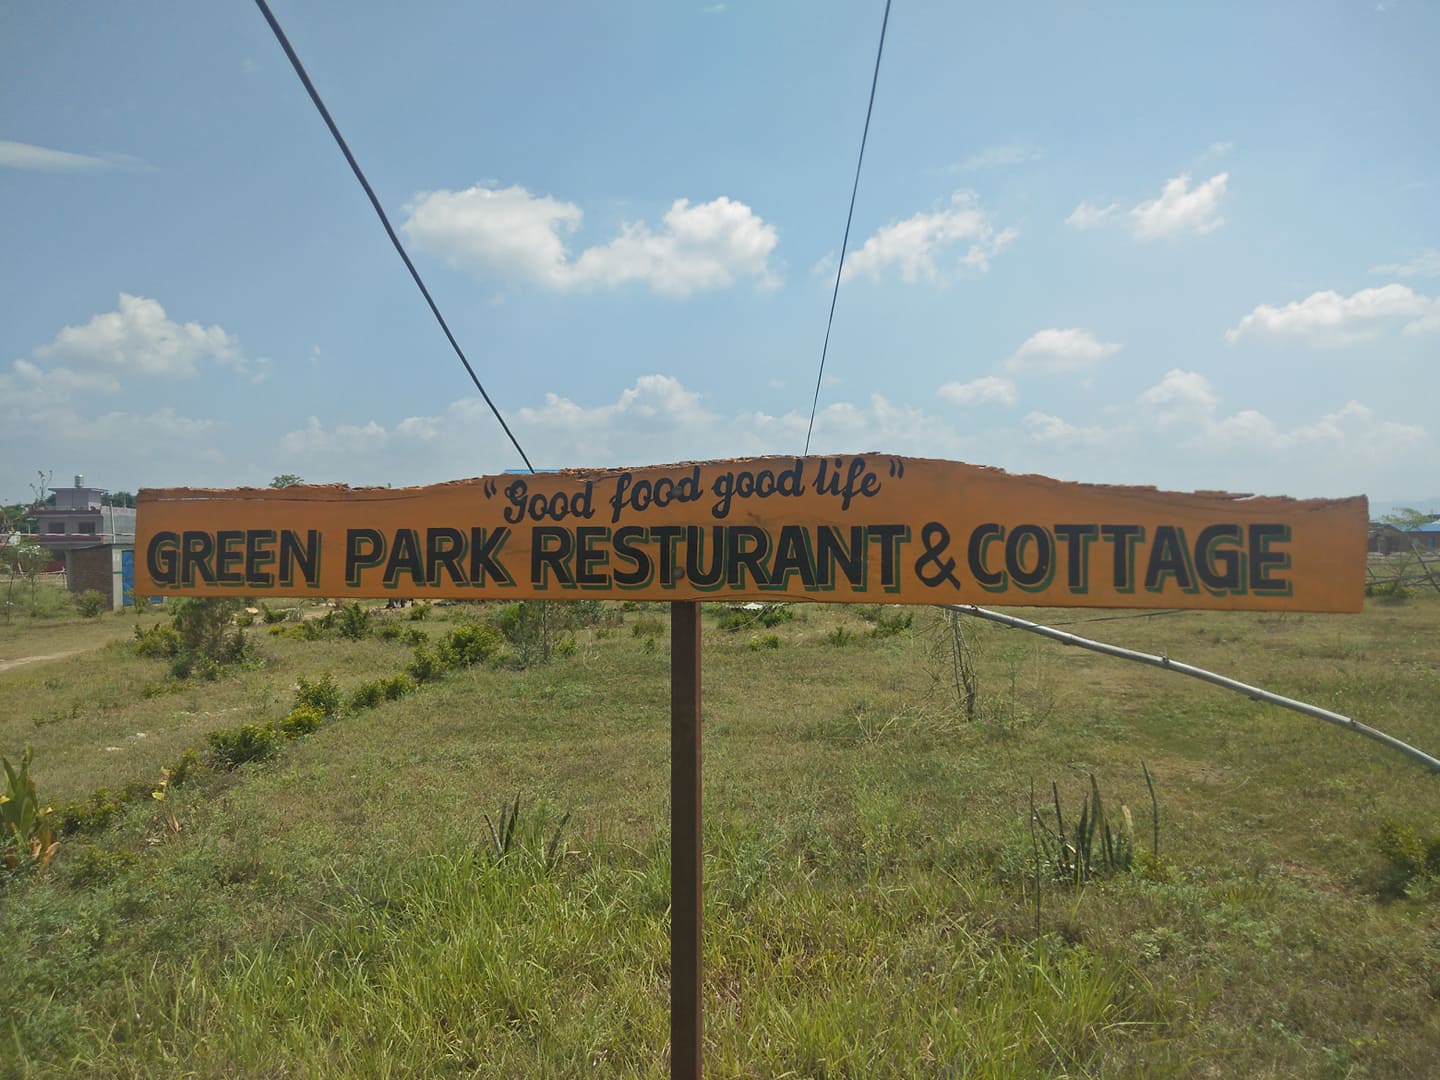 "Good food good life"
GREEN PARK RESTURANT & COTTAGE